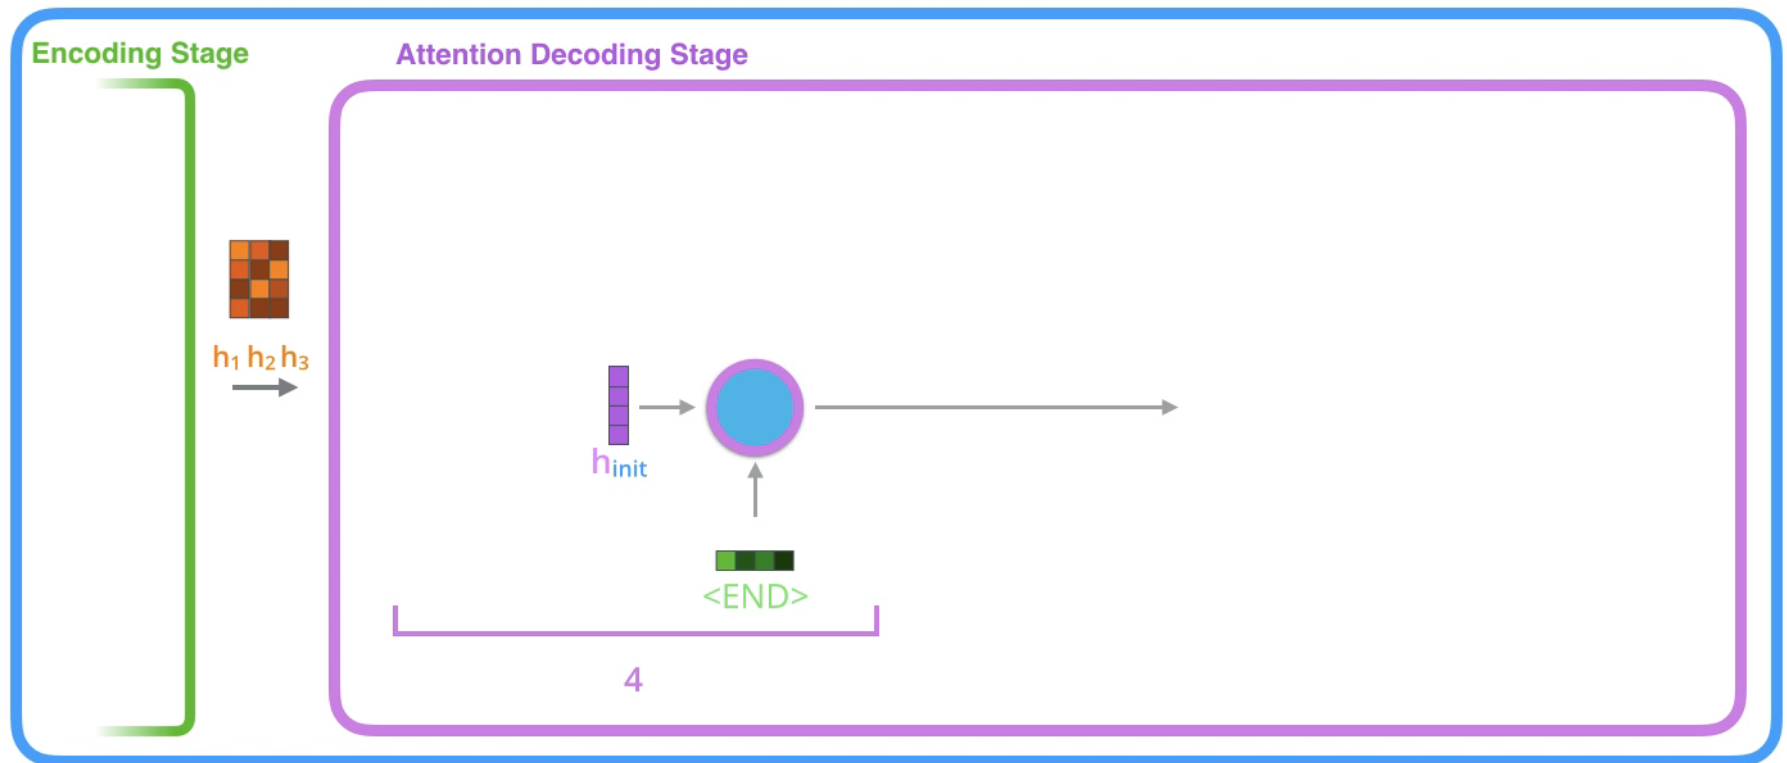 Encoding Stage
Attention Decoding Stage
h₁ h₂ h₃
hinit
<END>
4